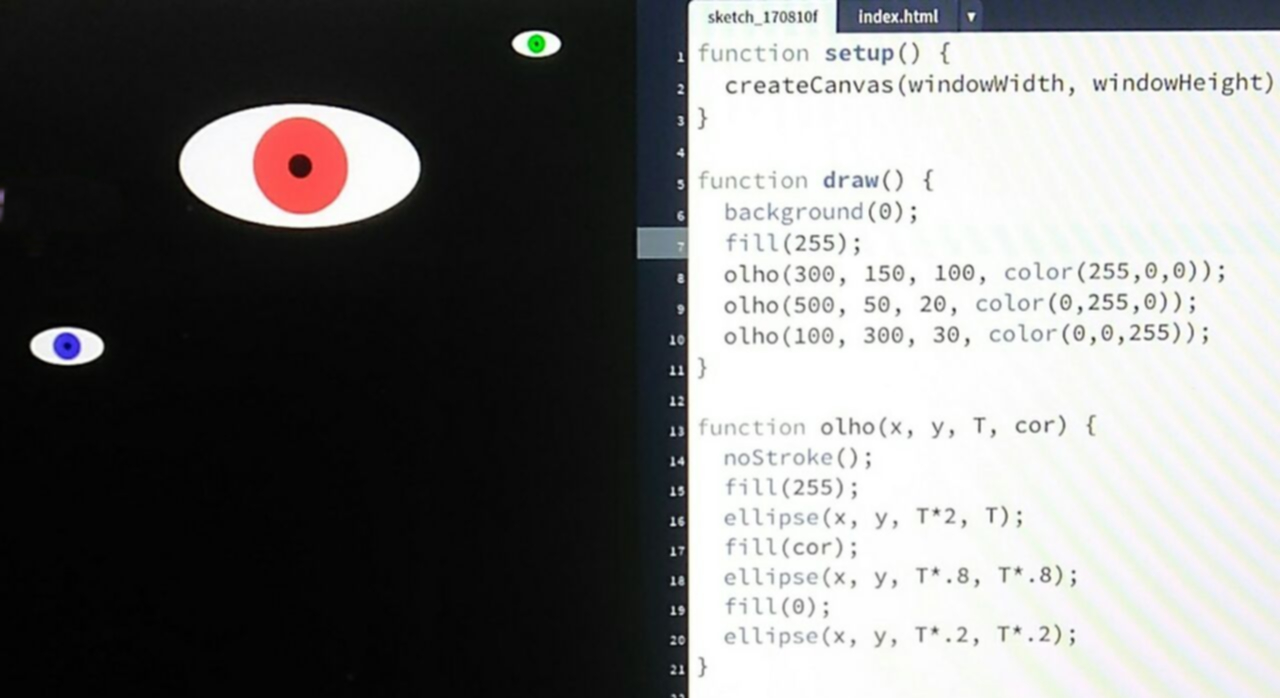 sketch_170810f index.html ▼
1 function setup() {
2 createCanvas(windowWidth, windowHeight)
3 }
4
5 function draw() {
6 background(0);
7 fill(255);
8 olho(300, 150, 100, color(255,0,0));
9 olho(500, 50, 20, color(0,255,0));
10 olho(100, 300, 30, color(0,0,255));
11 }
12
13 function olho(x, y, T, cor) {
14 noStroke();
15 fill(255);
16 ellipse(x, y, T*2, T);
17 fill(cor);
18 ellipse(x, y, T*.8, T*.8);
19 fill(0);
20 ellipse(x, y, T*.2, T*.2);
21 }